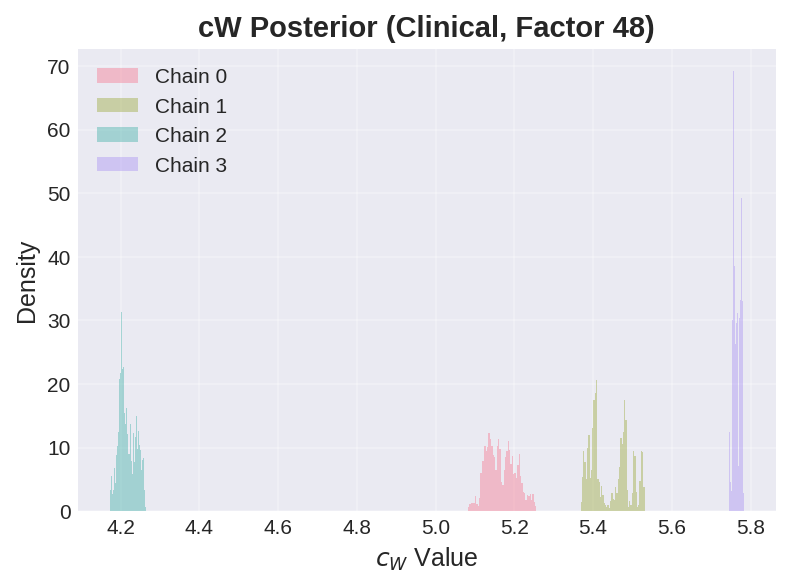 cW Posterior (Clinical, Factor 48)
Chain 0
Chain 1
Chain 2
Chain 3
Density
70
60
50
40
30
20
10
0
4.2 4.4 4.6 4.8 5.0 5.2 5.4 5.6 5.8
c_W Value